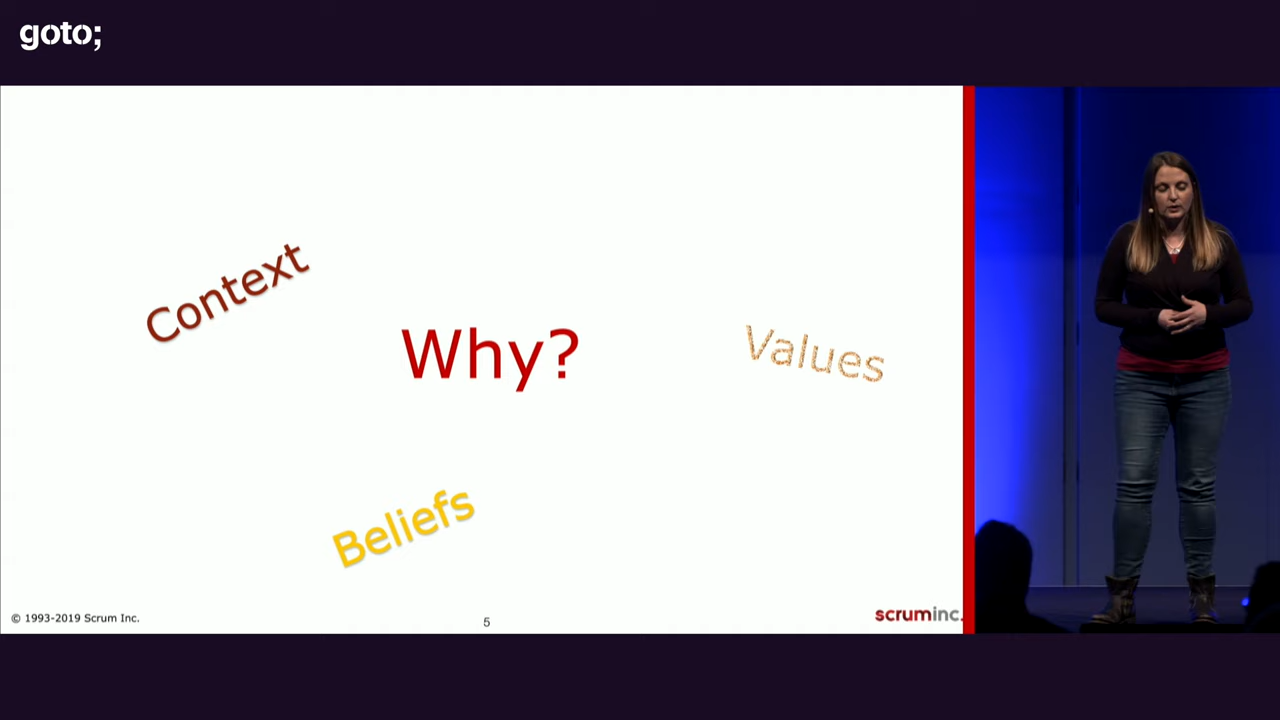 goto;
Context
Why?
Values
Beliefs
© 1993-2019 Scrum Inc.
5
scruminc.